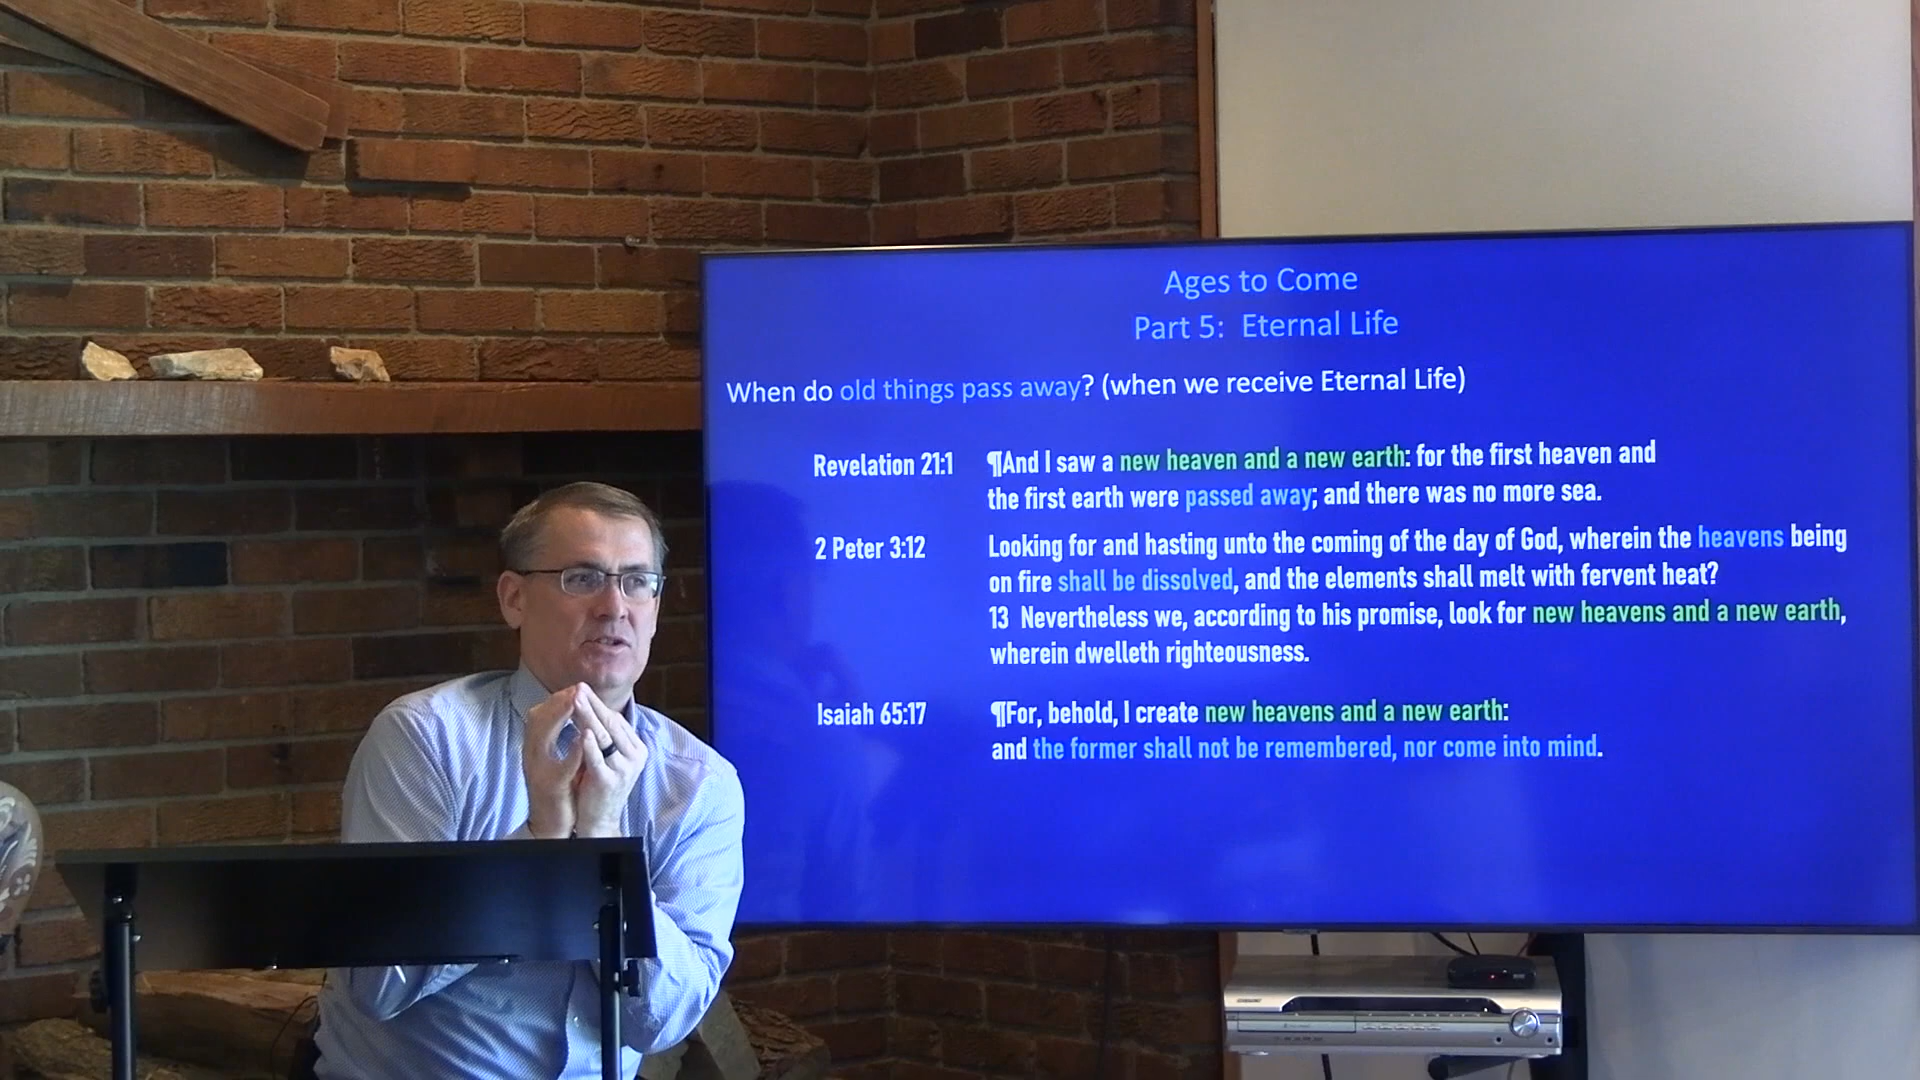 Ages to Come
Part 5: Eternal Life
When do old things pass away? (when we receive Eternal Life)
Revelation 21:1 ¶And I saw a new heaven and a new earth: for the first heaven and
the first earth were passed away; and there was no more sea.
2 Peter 3:12 Looking for and hasting unto the coming of the day of God, wherein the heavens being
on fire shall be dissolved, and the elements shall melt with fervent heat?
13 Nevertheless we, according to his promise, look for new heavens and a new earth,
wherein dwelleth righteousness.
Isaiah 65:17 ¶For, behold, I create new heavens and a new earth:
and the former shall not be remembered, nor come into mind.